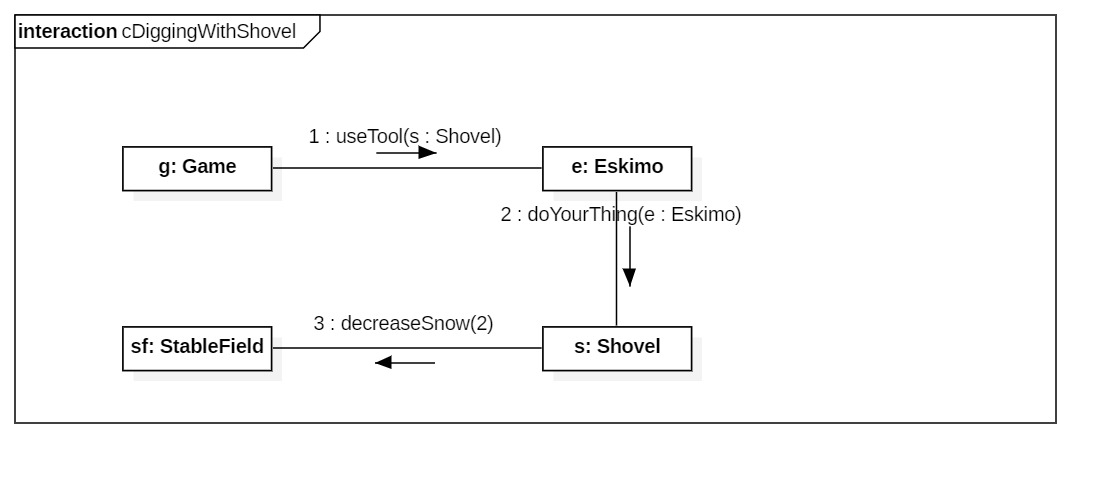 interaction cDiggingWithShovel
1 : useTool(s : Shovel)
g: Game
e: Eskimo
2 : doYourThing(e : Eskimo)
3 : decreaseSnow(2)
sf: StableField
s: Shovel